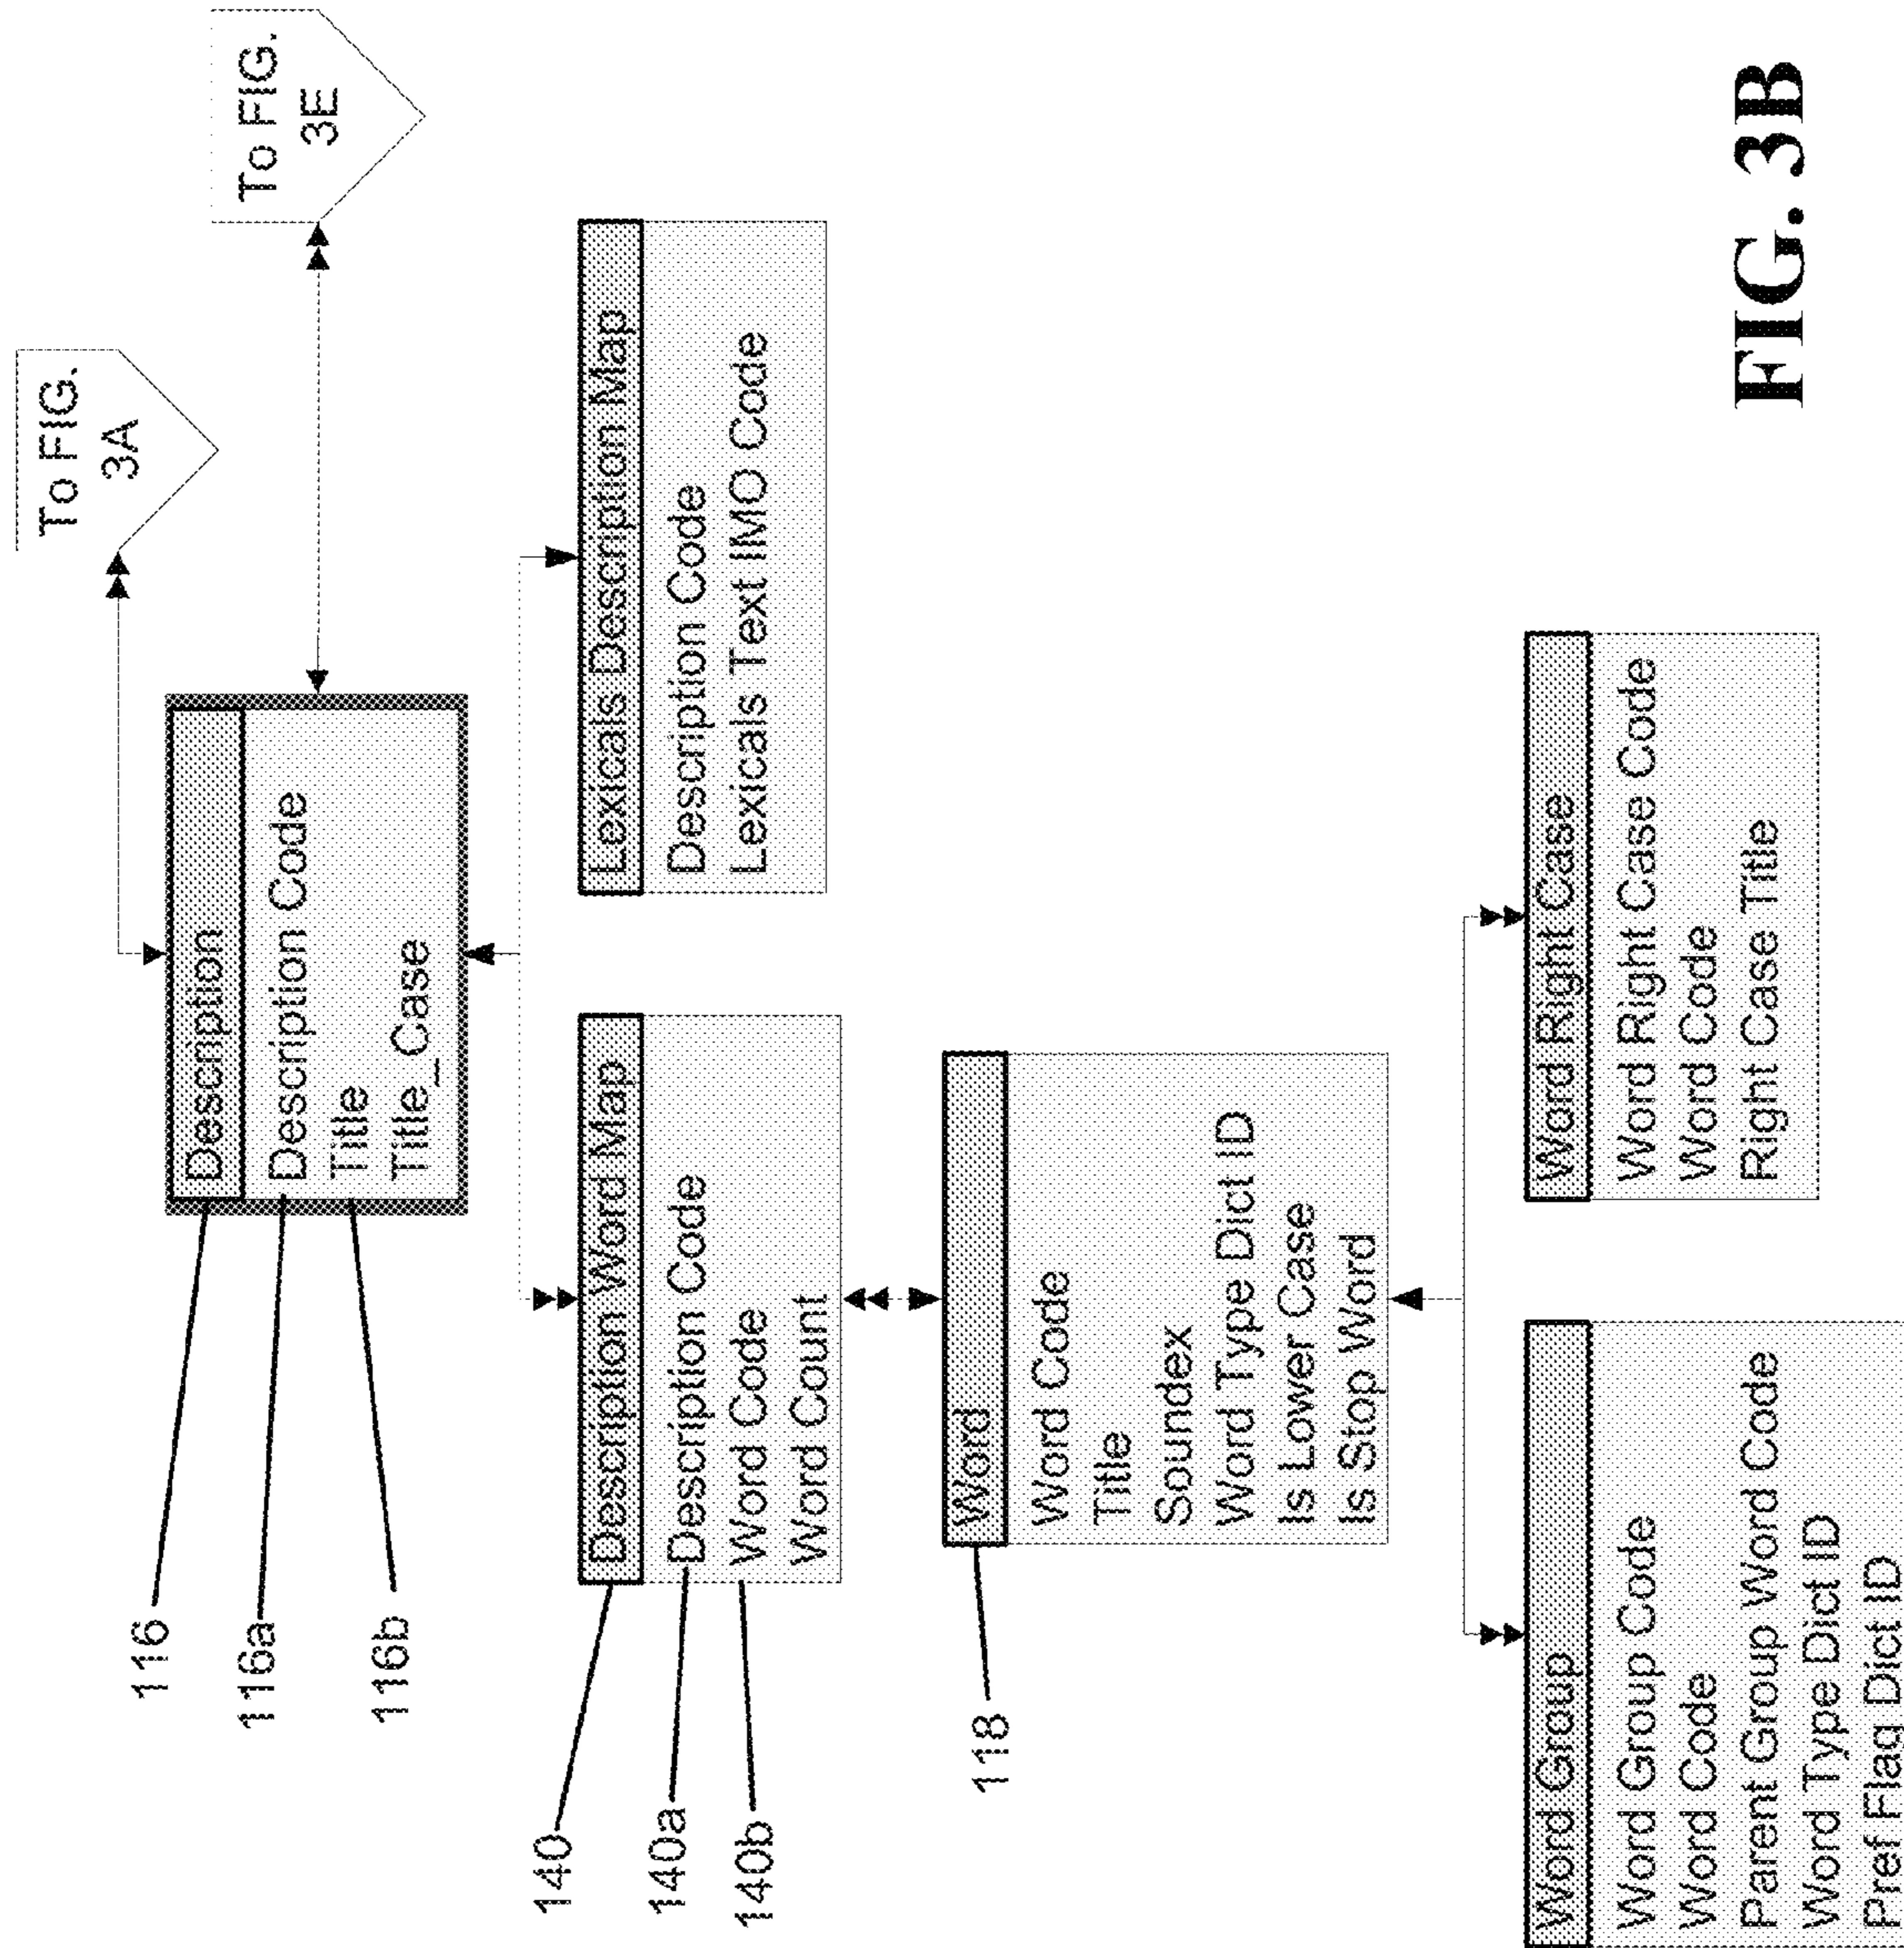 To FIG.
3A
To FIG.
3E
116
116a
116b
Description
Description Code
Title
Title_Case
140
140a
140b
Description Word Map
Description Code
Word Code
Word Count
Lexicals Description Map
Description Code
Lexicals Text IMO Code
118
Word
Word Code
Title
Soundex
Word Type Dict ID
Is Lower Case
Is Stop Word
Word Group
Word Group Code
Word Code
Parent Group Word Code
Word Type Dict ID
Pref Flag Dict ID
Word Right Case
Word Right Case Code
Word Code
Right Case Title
FIG. 3B